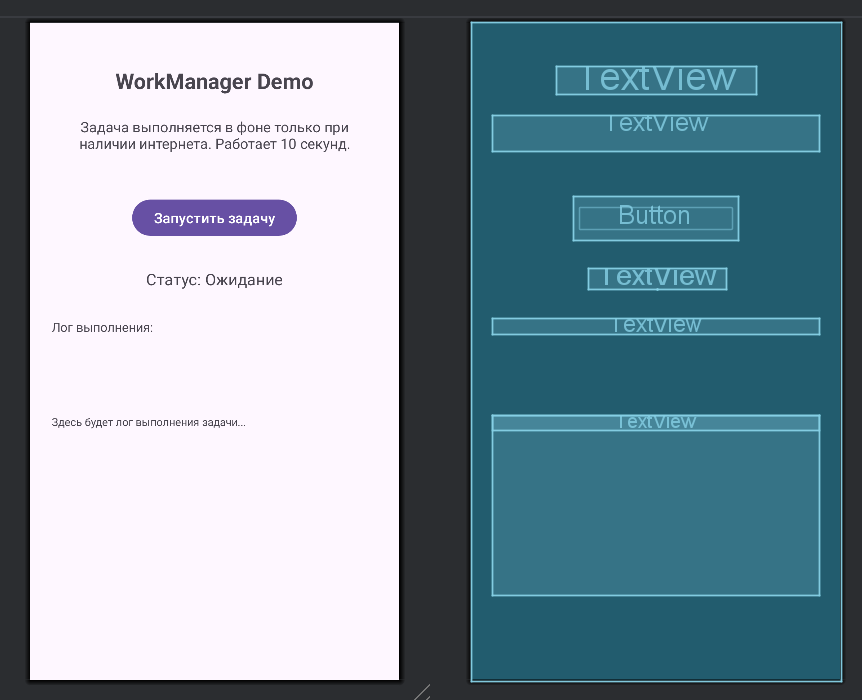 WorkManager Demo
Задача выполняется в фоне только при
наличии интернета. Работает 10 секунд.
Запустить задачу
Статус: Ожидание
Лог выполнения:
Здесь будет лог выполнения задачи...
TextView
TextView
Button
TextView
TextView
TextView